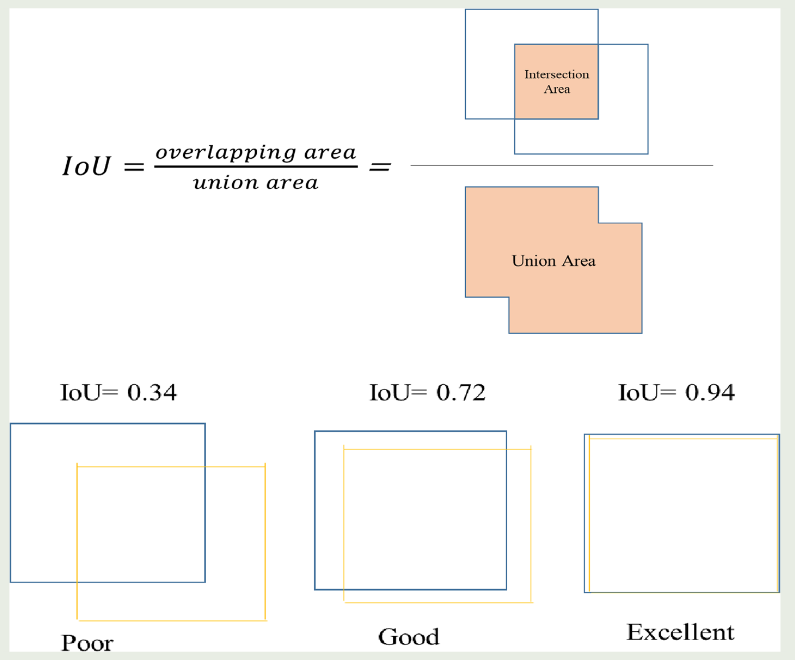 Intersection
Area
IoU = overlapping area / union area =
Union Area
IoU= 0.34
IoU= 0.72
IoU= 0.94
Poor
Good
Excellent